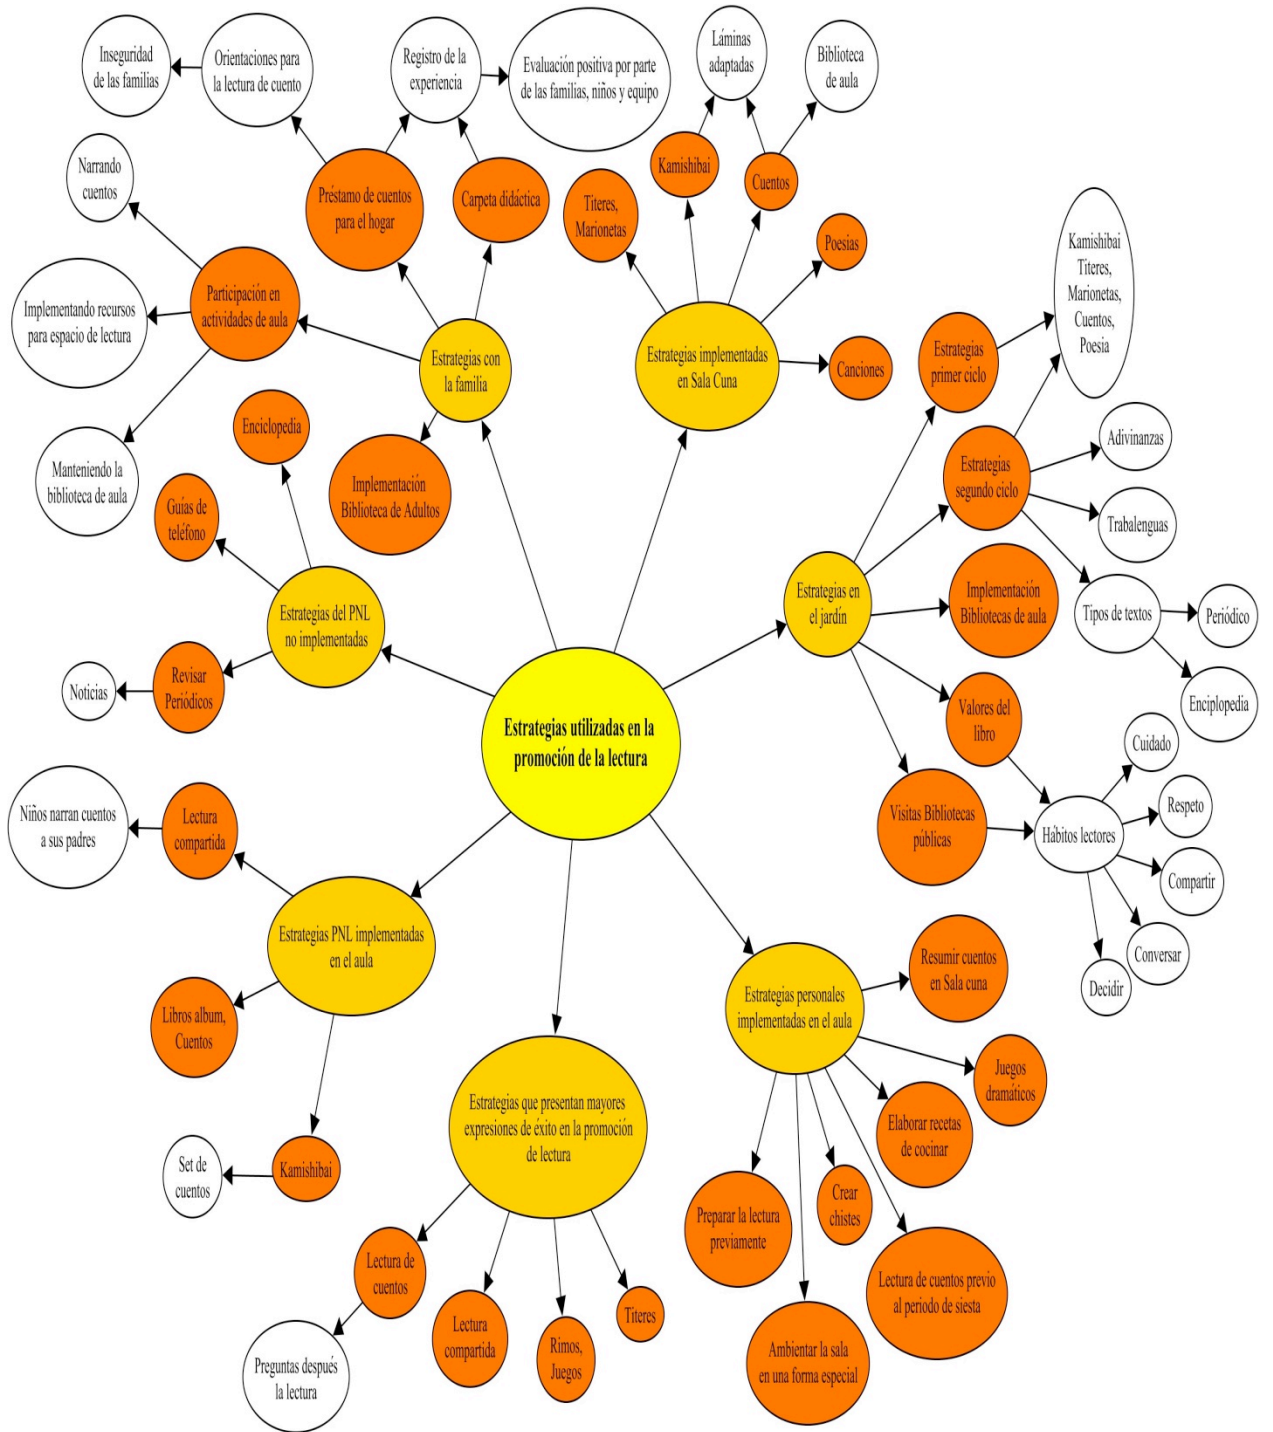 Inseguridad
de las familias
Orientaciones para
la lectura de cuento
Registro de la
experiencia
Evaluación positiva por parte
de las familias, niños y equipo
Láminas
adaptadas
Biblioteca
de aula
Narrando
cuentos
Préstamo de cuentos
para el hogar
Carpeta didáctica
Titeres,
Marionetas
Kamishibai
Cuentos
Poesias
Kamishibai
Titeres,
Marionetas,
Cuentos,
Poesia
Implementando recursos
para espacio de lectura
Participación en
actividades de aula
Estrategias con
la familia
Estrategias implementadas
en Sala Cuna
Canciones
Estrategias
primer ciclo
Manteniendo la
biblioteca de aula
Enciclopedia
Implementación
Biblioteca de Adultos
Estrategias
segundo ciclo
Adivinanzas
Trabalenguas
Guías de
teléfono
Estrategias del PNL
no implementadas
Estrategias en
el jardín
Implementación
Bibliotecas de aula
Tipos de textos
Periódico
Enciplopedia
Noticias
Revisar
Periódicos
Estrategias utilizadas en la
promoción de la lectura
Valores del
libro
Visitas Bibliotecas
públicas
Hábitos lectores
Cuidado
Respeto
Compartir
Conversar
Decidir
Niños narran cuentos
a sus padres
Lectura
compartida
Estrategias PNL implementadas
en el aula
Libros album,
Cuentos
Set de
cuentos
Kamishibai
Estrategias que presentan mayores
expresiones de éxito en la promoción
de lectura
Lectura de
cuentos
Preguntas después
la lectura
Lectura
compartida
Rimos,
Juegos
Títeres
Estrategias personales
implementadas en el aula
Resumir cuentos
en Sala cuna
Juegos
dramáticos
Elaborar recetas
de cocinar
Preparar la lectura
previamente
Crear
chistes
Lectura de cuentos previo
al periodo de siesta
Ambientar la sala
en una forma especial